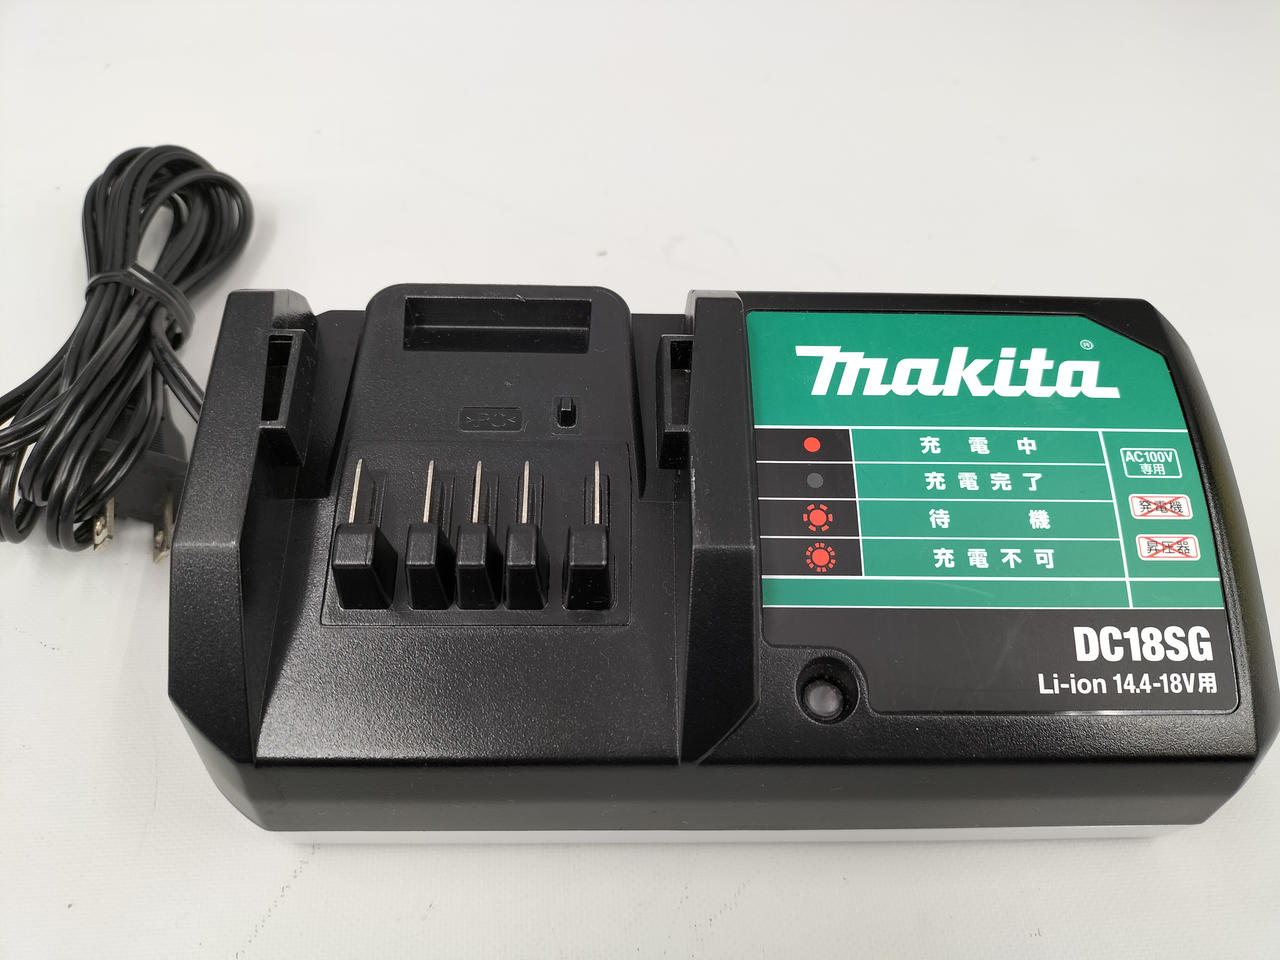 makita®
充電中
充電完了
待機
充電不可
AC100V
専用
発電機
昇圧器
DC18SG
Li-ion 14.4-18V用
>PC<